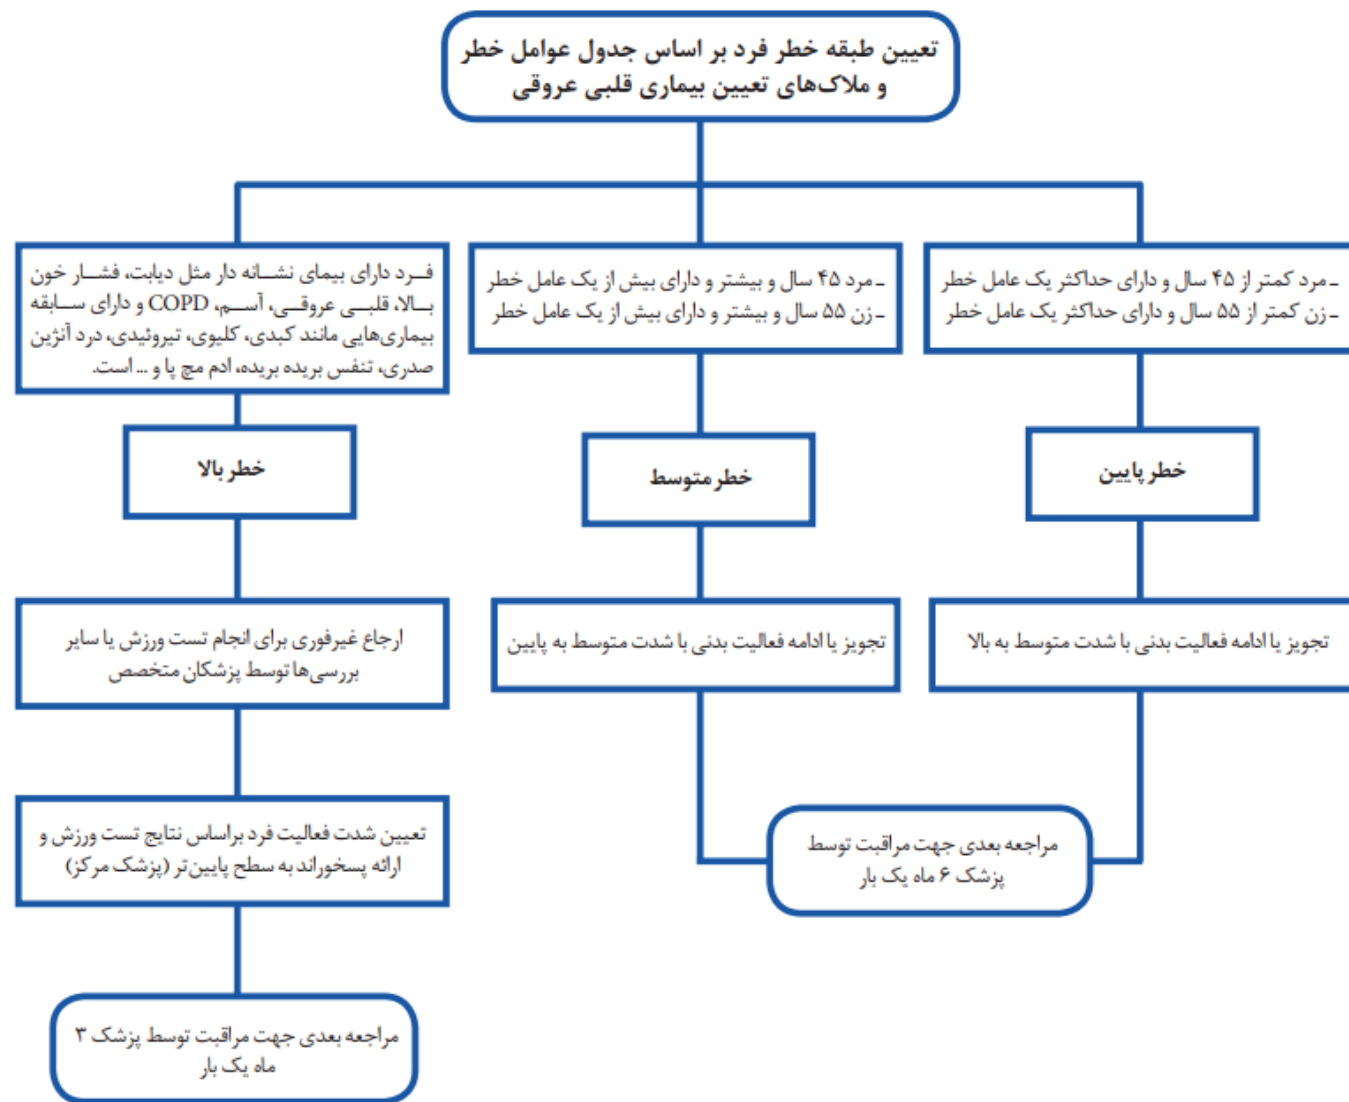 تعیین طبقه خطر فرد بر اساس جدول عوامل خطر
و ملاک‌های تعیین بیماری قلبی عروقی
ـ مرد کمتر از ۴۵ سال و دارای حداکثر یک عامل خطر
ـ زن کمتر از ۵۵ سال و دارای حداکثر یک عامل خطر
خطر پایین
تجویز یا ادامه فعالیت بدنی با شدت متوسط به بالا
ـ مرد ۴۵ سال و بیشتر و دارای بیش از یک عامل خطر
ـ زن ۵۵ سال و بیشتر و دارای بیش از یک عامل خطر
خطر متوسط
تجویز یا ادامه فعالیت بدنی با شدت متوسط به پایین
مراجعه بعدی جهت مراقبت توسط
پزشک ۶ ماه یک بار
فرد دارای بیمای نشانه دار مثل دیابت، فشار خون
بالا، قلبی عروقی، آسم، COPD و دارای سابقه
بیماری‌هایی مانند کبدی، کلیوی، تیروئیدی، درد آنژین
صدری، تنفس بریده بریده، ادم مچ پا و ... است.
خطر بالا
ارجاع غیرفوری برای انجام تست ورزش یا سایر
بررسی‌ها توسط پزشکان متخصص
تعیین شدت فعالیت فرد براساس نتایج تست ورزش و
ارائه پسخوراند به سطح پایین‌تر (پزشک مرکز)
مراجعه بعدی جهت مراقبت توسط پزشک ۳
ماه یک بار